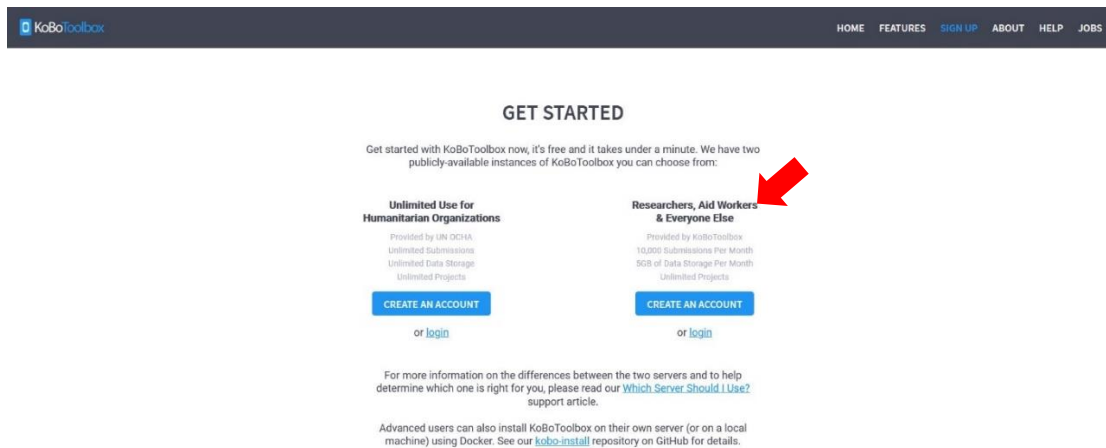 KoBoToolbox
HOME FEATURES SIGN UP ABOUT HELP JOBS
GET STARTED
Get started with KoBoToolbox now, it's free and it takes under a minute. We have two
publicly-available instances of KoBoToolbox you can choose from:
Unlimited Use for
Humanitarian Organizations
Provided by UN OCHA
Unlimited Submissions
Unlimited Data Storage
Unlimited Projects
CREATE AN ACCOUNT
or login
Researchers, Aid Workers
& Everyone Else
Provided by KoBoToolbox
10,000 Submissions Per Month
5GB of Data Storage Per Month
Unlimited Projects
CREATE AN ACCOUNT
or login
For more information on the differences between the two servers and to help
determine which one is right for you, please read our Which Server Should I Use?
support article.
Advanced users can also install KoBoToolbox on their own server (or on a local
machine) using Docker. See our kobo-install repository on GitHub for details.